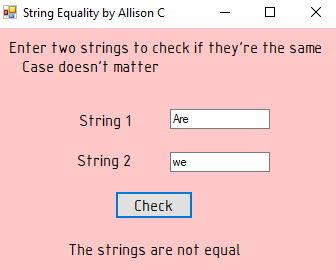 String Equality by Allison C
Enter two strings to check if they're the same
Case doesn't matter
String 1 Are
String 2 we
Check
The strings are not equal